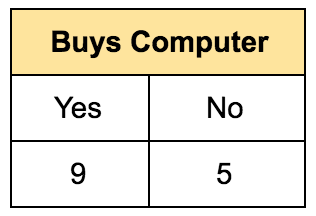 Buys Computer
Yes No
9 5